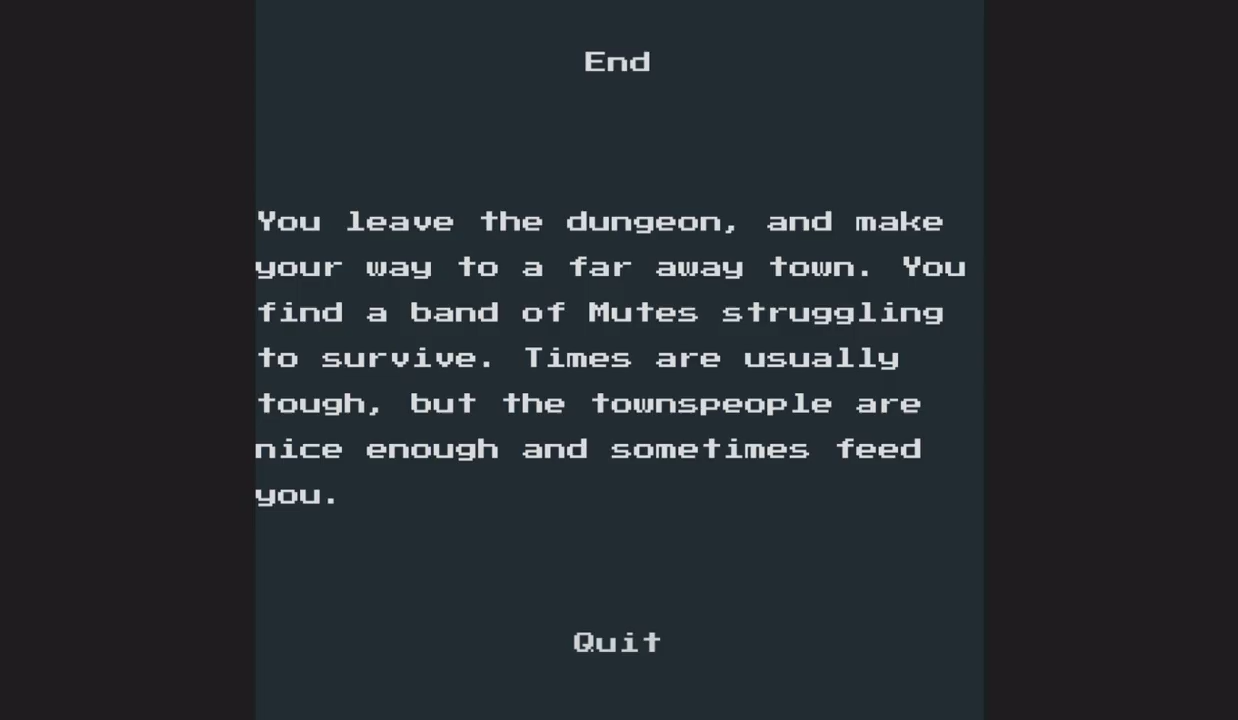 End
You leave the dungeon, and make
your way to a far away town. You
find a band of Mutes struggling
to survive. Times are usually
tough, but the townspeople are
nice enough and sometimes feed
you.
Quit